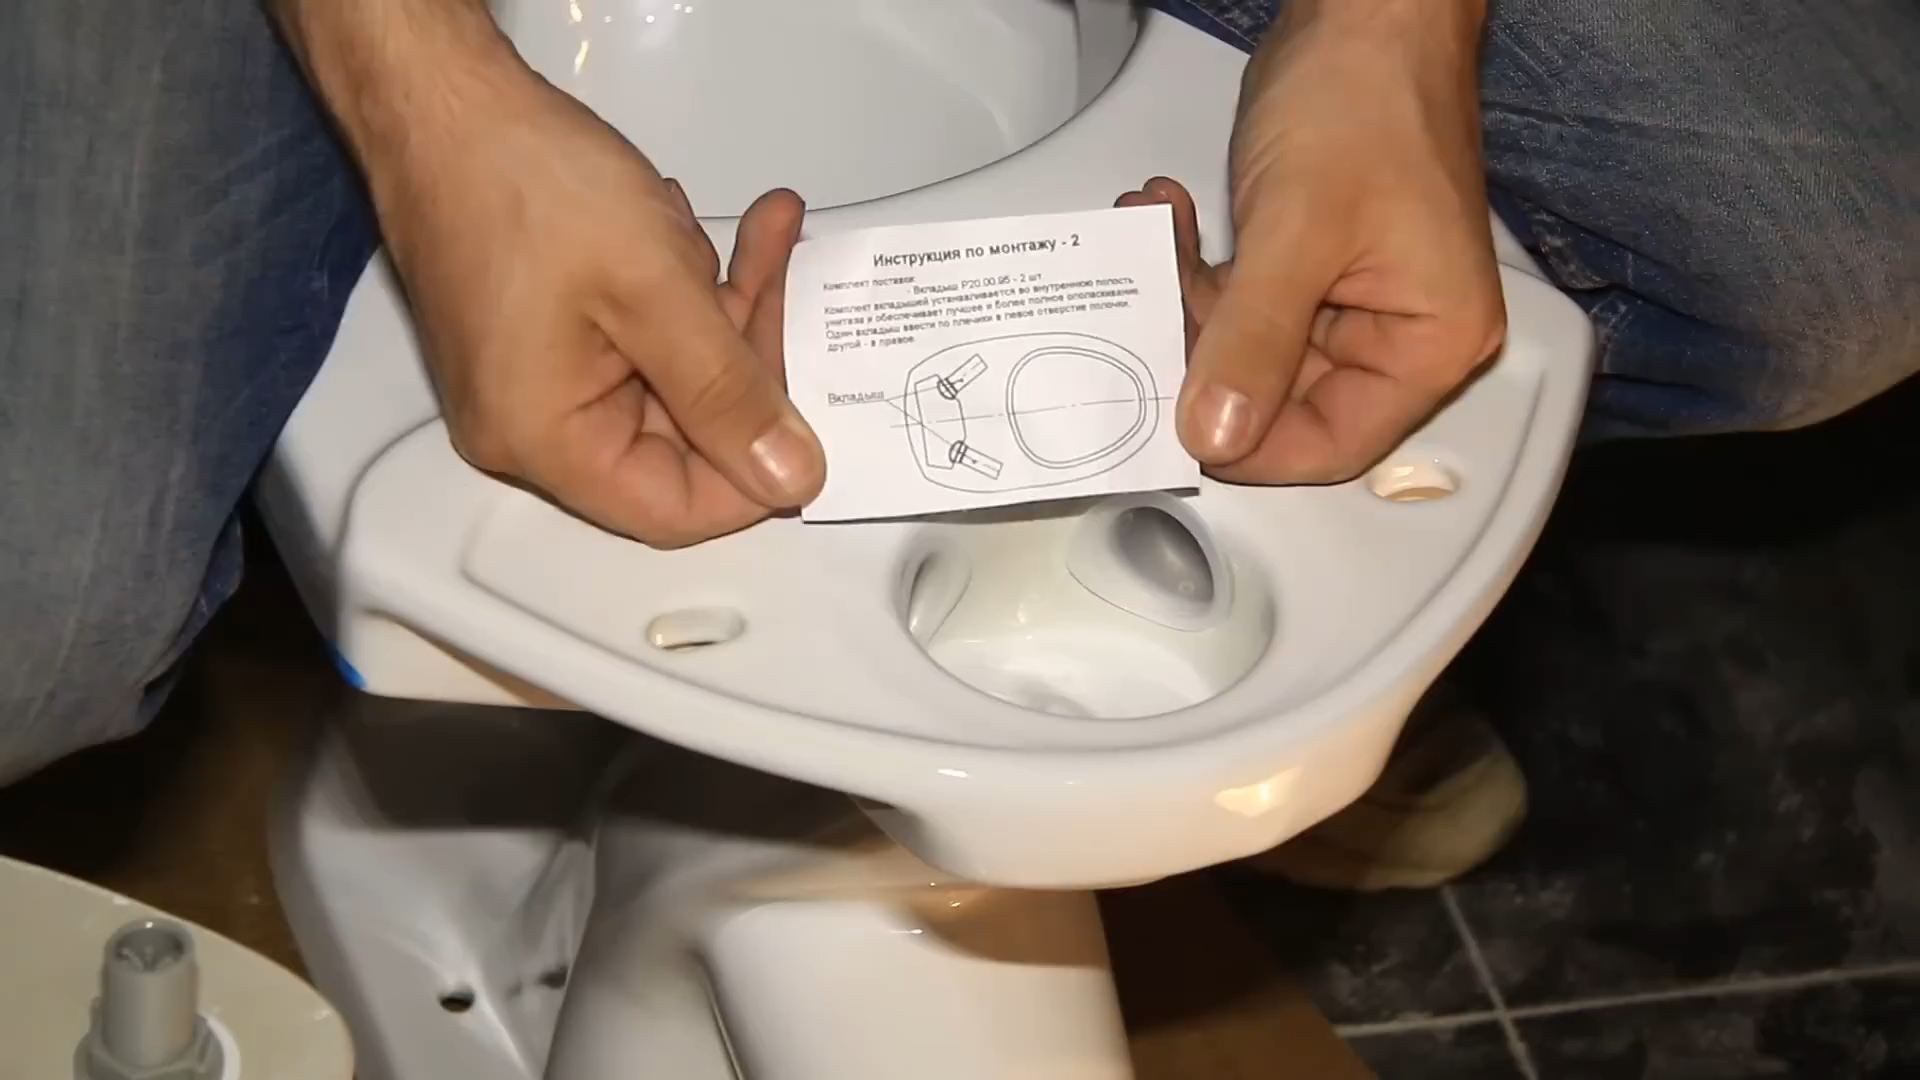 Инструкция по монтажу - 2
Комплект поставки:
- Вкладыш Р20.00.95 - 2 шт
Комплект вкладышей устанавливается во внутреннюю полость
унитаза и обеспечивает лучшее и более полное ополаскивание.
Один вкладыш ввести по плечики в левое отверстие полочки,
другой - в правое.
Вкладыш